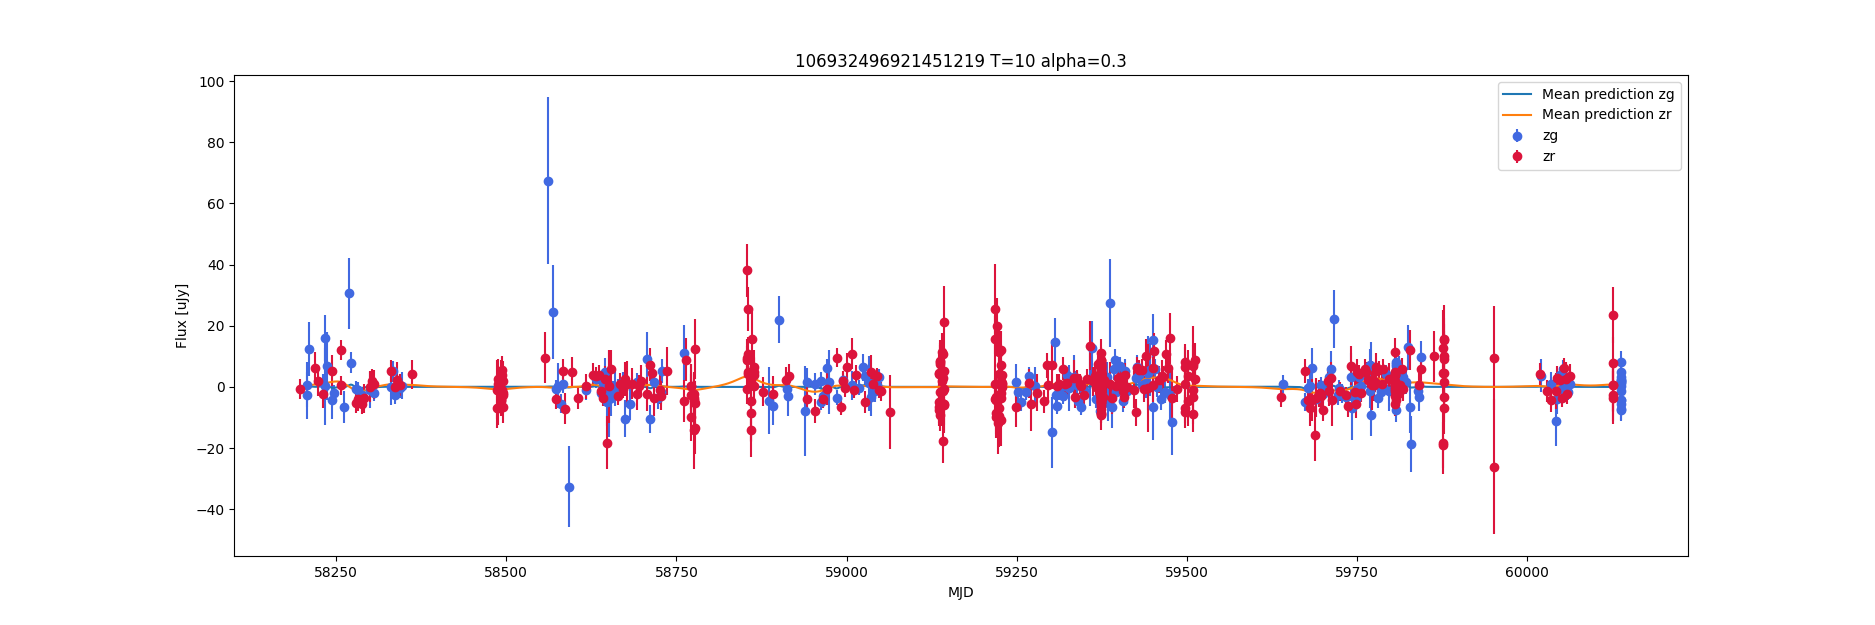 106932496921451219 T=10 alpha=0.3
100
80
60
40
20
0
−20
−40
Flux [uJy]
Mean prediction zg
Mean prediction zr
zg
zr
58250 58500 58750 59000 59250 59500 59750 60000
MJD